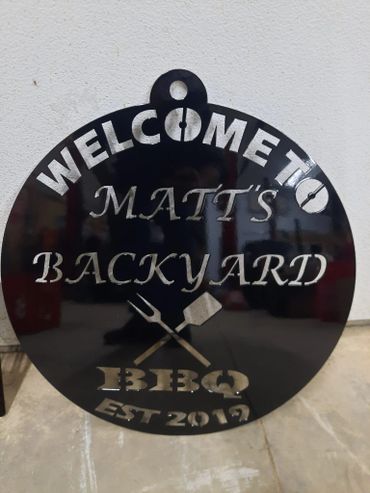 WELCOME TO
MATT'S
BACKYARD
BBQ
EST 2019